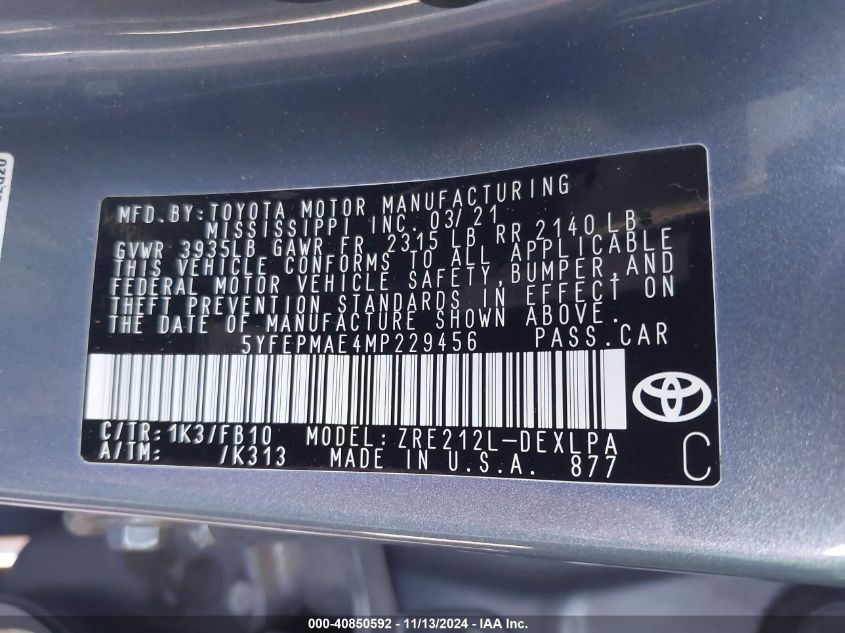 MFD. BY: TOYOTA MOTOR MANUFACTURING
MISSISSIPPI INC. 03/21
GVWR 3935LB GAWR FR 2315 LB RR 2140 LB
THIS VEHICLE CONFORMS TO ALL APPLICABLE
FEDERAL MOTOR VEHICLE SAFETY, BUMPER, AND
THEFT PREVENTION STANDARDS IN EFFECT ON
THE DATE OF MANUFACTURE SHOWN ABOVE.
5YFEPMAE4MP229456 PASS.CAR
C/TR: 1K3/FB10 MODEL: ZRE212L-DEXLPA
A/TM: /K313 MADE IN U.S.A. 877
C
000-40850592 - 11/13/2024 - IAA Inc.